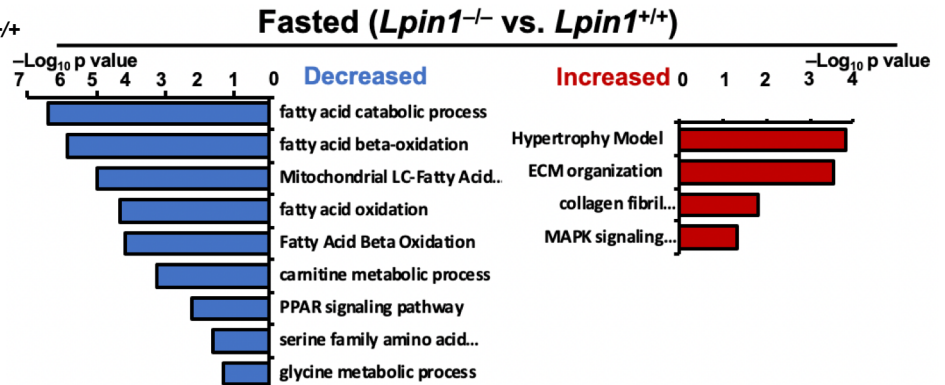 Fasted (Lpin1–/– vs. Lpin1+/+)
-/+
–Log10 p value
7 6 5 4 3 2 1 0
Decreased
fatty acid catabolic process
fatty acid beta-oxidation
Mitochondrial LC-Fatty Acid...
fatty acid oxidation
Fatty Acid Beta Oxidation
carnitine metabolic process
PPAR signaling pathway
serine family amino acid...
glycine metabolic process
Increased
–Log10 p value
0 1 2 3 4
Hypertrophy Model
ECM organization
collagen fibril...
MAPK signaling...